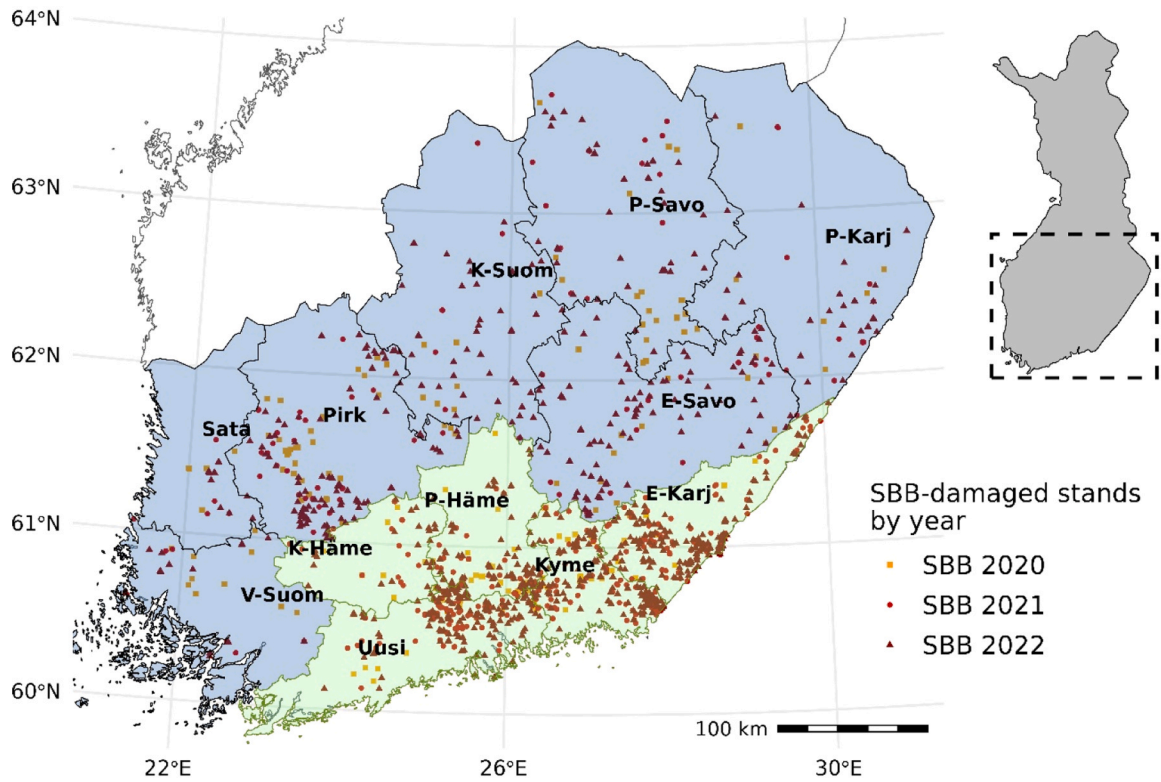 64°N
63°N
P-Savo
P-Karj
K-Suom
62°N
E-Savo
Pirk
Sata
E-Karj
P-Häme
SBB-damaged stands
by year
61°N
K-Häme
Kyme
SBB 2020
V-Suom
SBB 2021
Uusi
SBB 2022
60°N
100 km
22°E
26°E
30°E